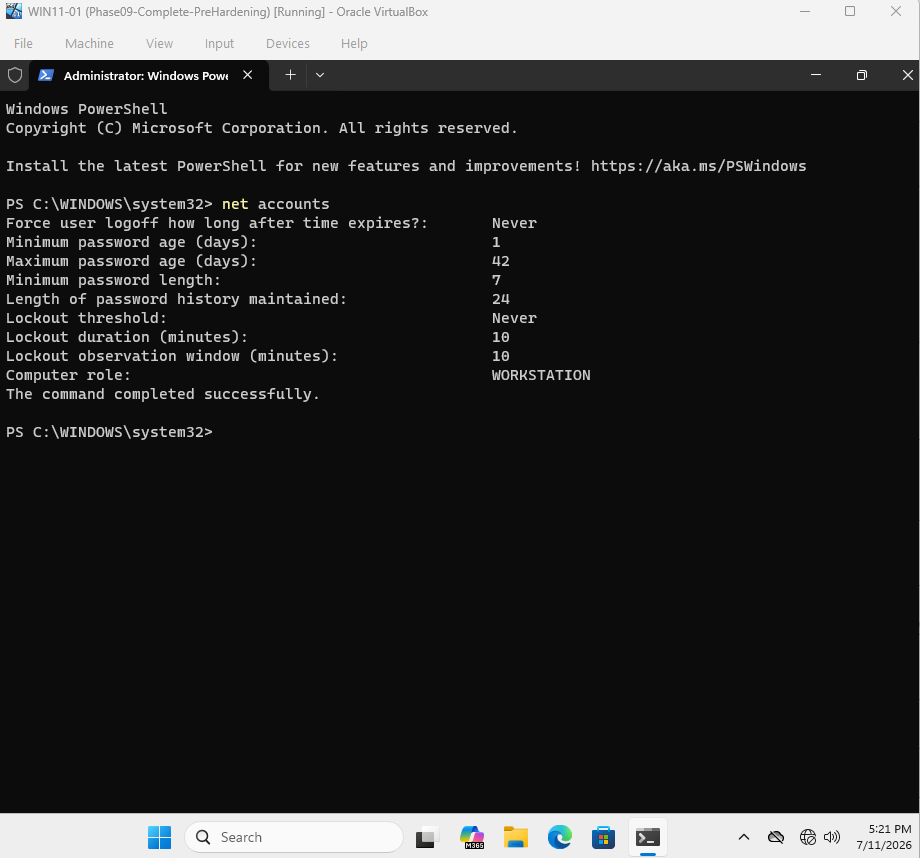 WIN11-01 (Phase09-Complete-PreHardening) [Running] - Oracle VirtualBox
File Machine View Input Devices Help
Administrator: Windows Powe
Windows PowerShell
Copyright (C) Microsoft Corporation. All rights reserved.
Install the latest PowerShell for new features and improvements! https://aka.ms/PSWindows
PS C:\WINDOWS\system32> net accounts
Force user logoff how long after time expires?: Never
Minimum password age (days): 1
Maximum password age (days): 42
Minimum password length: 7
Length of password history maintained: 24
Lockout threshold: Never
Lockout duration (minutes): 10
Lockout observation window (minutes): 10
Computer role: WORKSTATION
The command completed successfully.
PS C:\WINDOWS\system32>
Search
M365
5:21 PM
7/11/2026